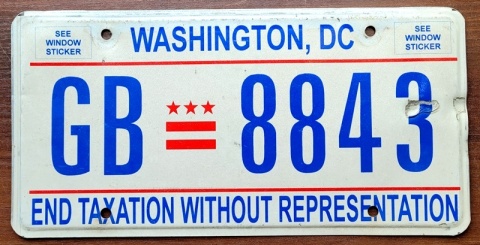 SEE
WINDOW
STICKER
WASHINGTON, DC
SEE
WINDOW
STICKER
GB 8843
END TAXATION WITHOUT REPRESENTATION